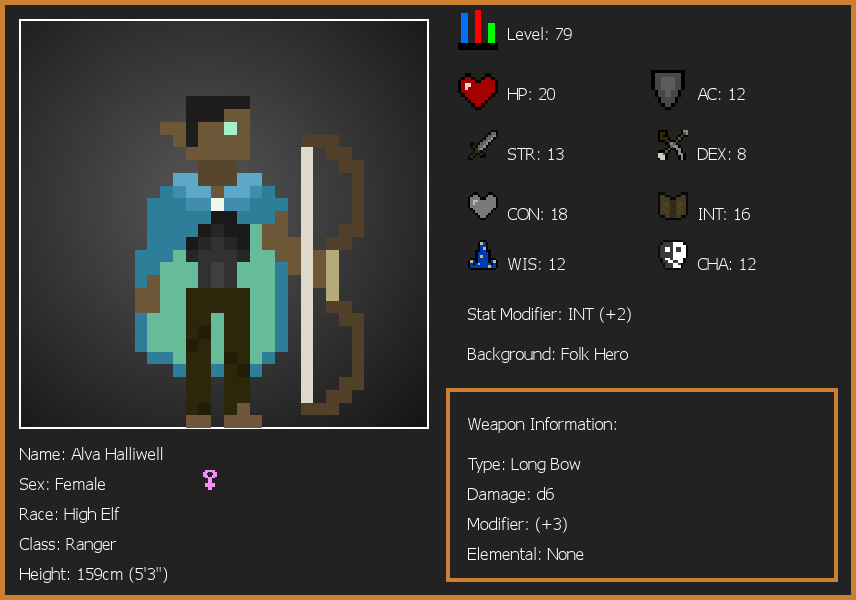 Level: 79
HP: 20
AC: 12
STR: 13
DEX: 8
CON: 18
INT: 16
WIS: 12
CHA: 12
Stat Modifier: INT (+2)
Background: Folk Hero
Weapon Information:
Type: Long Bow
Damage: d6
Modifier: (+3)
Elemental: None
Name: Alva Halliwell
Sex: Female
Race: High Elf
Class: Ranger
Height: 159cm (5'3")